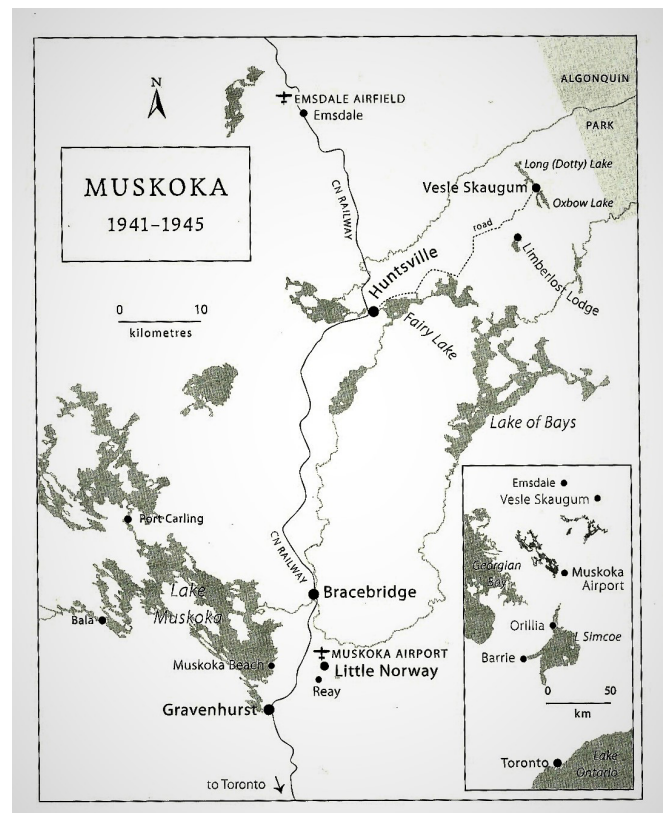 N
EMSDALE AIRFIELD
Emsdale
ALGONQUIN
PARK
MUSKOKA
1941–1945
CN RAILWAY
Long (Dotty) Lake
Vesle Skaugum
Oxbow Lake
road
Limberlost Lodge
Huntsville
Fairy Lake
0 10
kilometres
Lake of Bays
Port Carling
CN RAILWAY
Lake
Muskoka
Bala
Bracebridge
MUSKOKA AIRPORT
Little Norway
Muskoka Beach
Reay
Gravenhurst
to Toronto
Emsdale
Vesle Skaugum
Georgian
Bay
Muskoka
Airport
Orillia
L Simcoe
Barrie
0 50
km
Toronto
Lake
Ontario